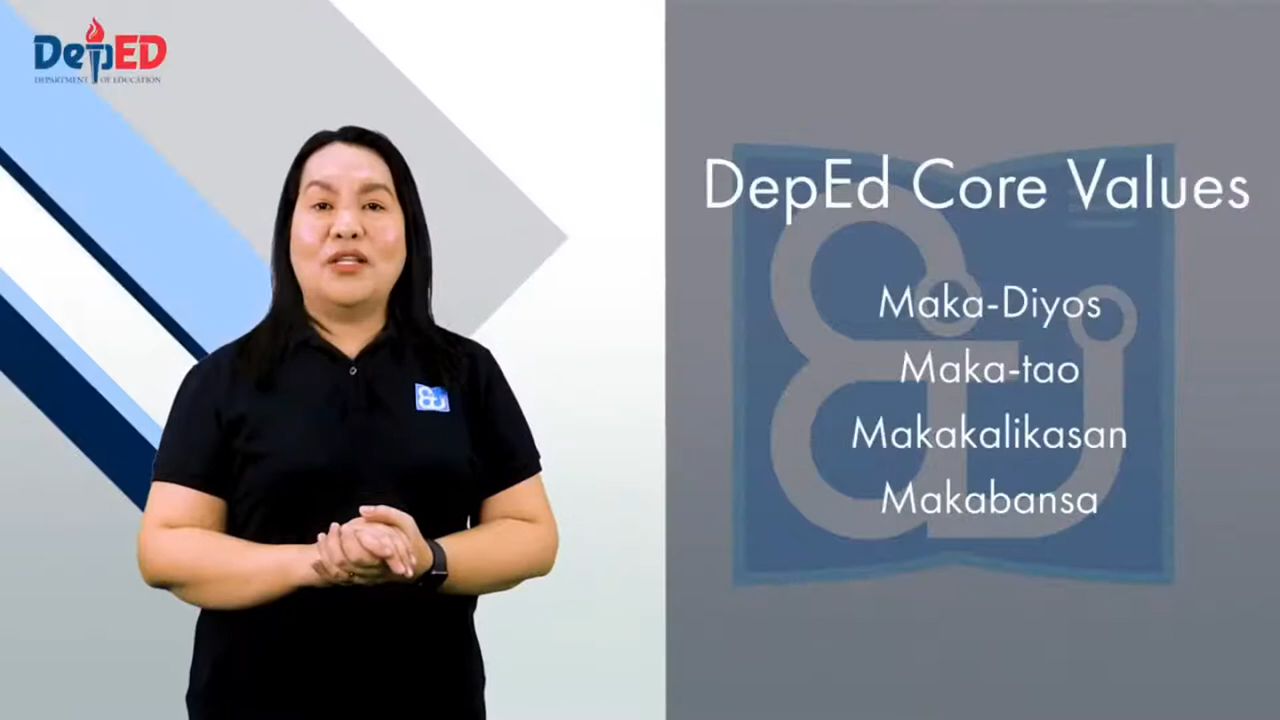 DepED
DEPARTMENT OF EDUCATION
DepEd Core Values
Maka-Diyos
Maka-tao
Makakalikasan
Makabansa